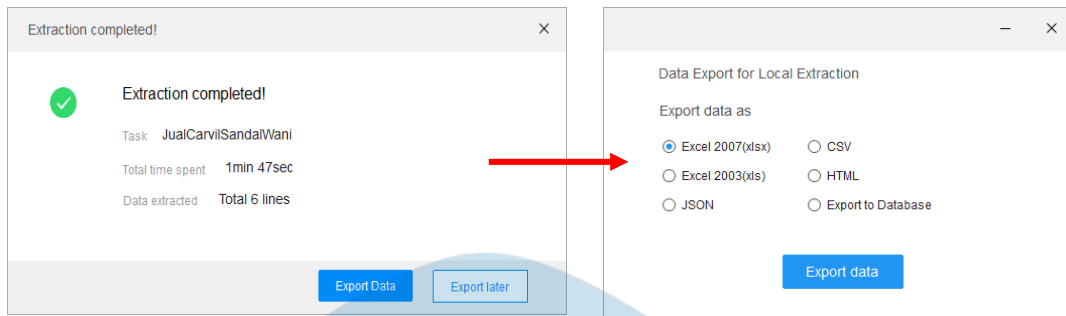 Extraction completed!
Extraction completed!
Task JualCarvilSandalWani
Total time spent 1min 47sec
Data extracted Total 6 lines
Export Data Export later
Data Export for Local Extraction
Export data as
Excel 2007(xlsx) CSV
Excel 2003(xls) HTML
JSON Export to Database
Export data